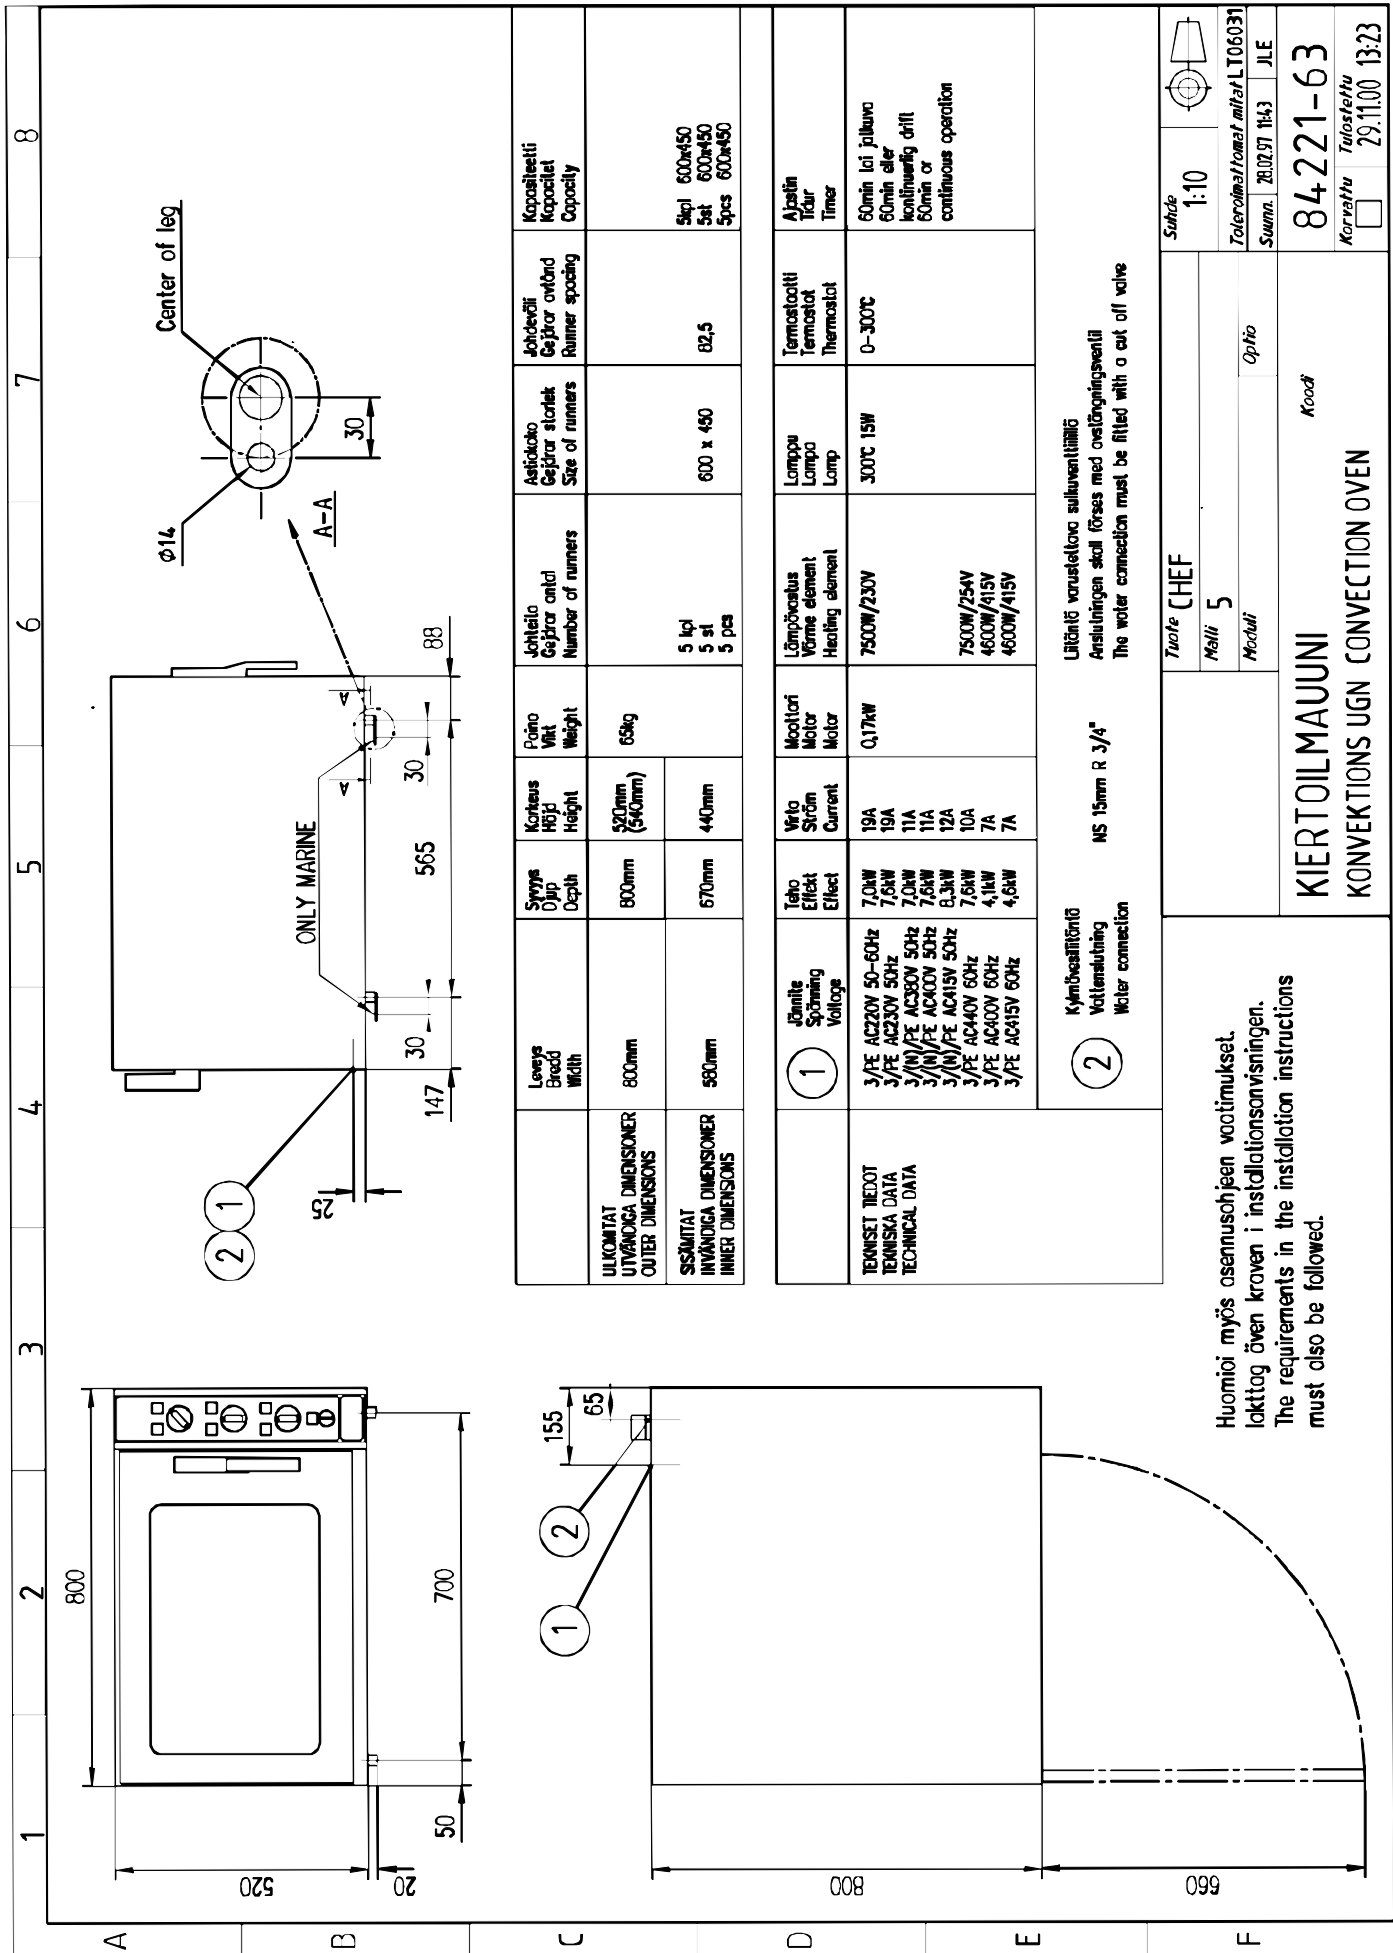 1 2 3 4 5 6 7 8
A
B
C
D
E
F
800
520
20
50
700
2
1
25
147
30
565
30
88
ONLY MARINE
A
A
A-A
Ø14
30
Center of leg
155
65
2
1
800
660
Leveys
Bredd
Width
Syvyys
Djup
Depth
Korkeus
Höjd
Height
Paino
Vikt
Weight
Johteita
Gejdrar antal
Number of runners
Astiakoko
Gejdrar storlek
Size of runners
Johdeväli
Gejdrar avtånd
Runner spacing
Kapasiteetti
Kapacitet
Capacity
ULKOMITAT
UTVÄNDIGA DIMENSIONER
OUTER DIMENSIONS
800mm
800mm
520mm
(540mm)
65kg
SISÄMITAT
INVÄNDIGA DIMENSIONER
INNER DIMENSIONS
580mm
670mm
440mm
5 kpl
5 st
5 pcs
600 x 450
82,5
5kpl 600x450
5st 600x450
5pcs 600x450
1
Jännite
Spänning
Voltage
Teho
Effekt
Effect
Virta
Ström
Current
Moottori
Motor
Motor
Lämpövastus
Värme element
Heating element
Lamppu
Lampa
Lamp
Termostaatti
Termostat
Thermostat
Ajastin
Tidur
Timer
TEKNISET TIEDOT
TEKNISKA DATA
TECHNICAL DATA
3/PE AC220V 50-60Hz 7,0kW 19A
3/PE AC230V 50Hz 7,6kW 19A
3/(N)/PE AC380V 50Hz 7,0kW 11A
3/(N)/PE AC400V 50Hz 7,6kW 11A
3/(N)/PE AC415V 50Hz 8,3kW 12A
3/PE AC440V 60Hz 7,6kW 10A
3/PE AC400V 60Hz 4,1kW 7A
3/PE AC415V 60Hz 4,6kW 7A
0,17kW
7500W/230V
7500W/254V
4600W/415V
4600W/415V
300°C 15W
0-300°C
60min tai jatkuva
60min eller
kontinuerlig drift
60min or
continuous operation
2
Kylmävesiliitäntä
Vattenslutning
Water connection
NS 15mm R 3/4"
Liitäntä varustettava sulkuventtiilillä
Anslutningen skall förses med avstängningsventil
The water connection must be fitted with a cut off valve
Huomioi myös asennusohjeen vaatimukset.
Iakttag även kraven i installationsanvisningen.
The requirements in the installation instructions
must also be followed.
Tuote CHEF
Malli 5
Moduli
Optio
Suhde
1:10
Toleroimattomat mitat LT06031
Suunn. 28.02.97 11:43 JLE
KIERTOILMAUUNI
KONVEKTIONS UGN CONVECTION OVEN
Koodi
84221-63
Korvattu
Tulostettu
29.11.00 13:23